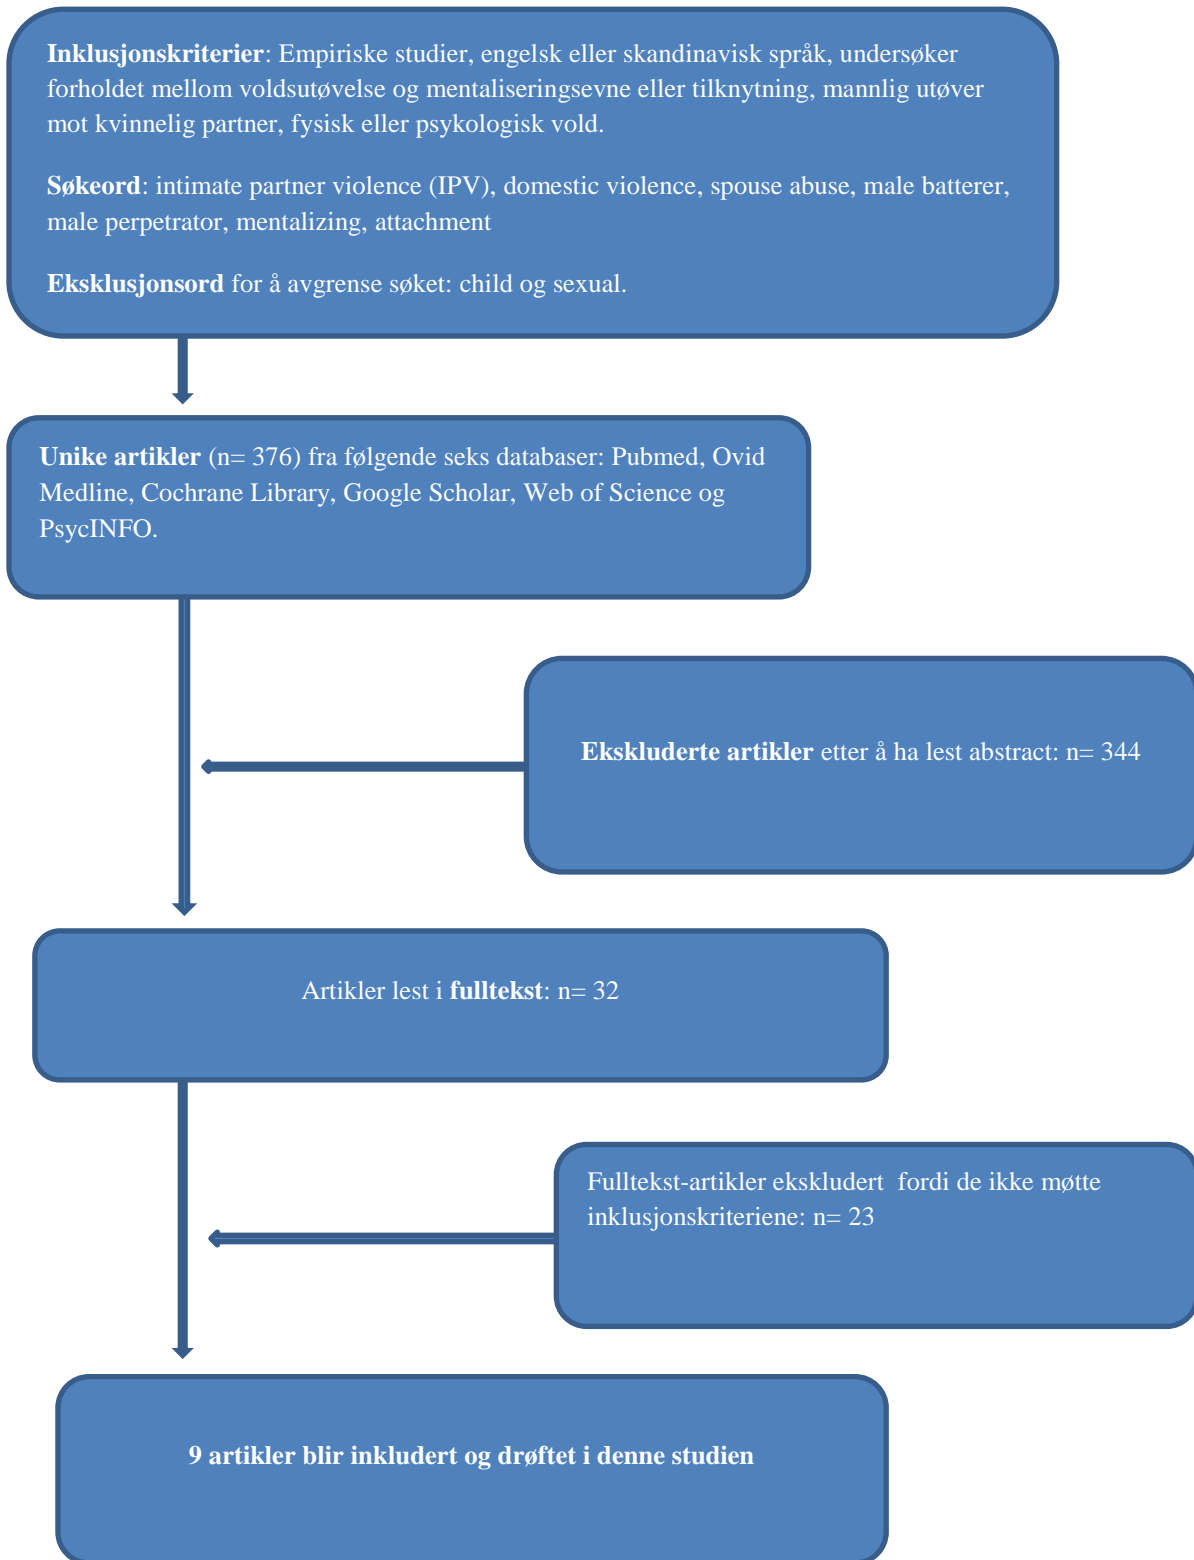 Inklusjonskriterier: Empiriske studier, engelsk eller skandinavisk språk, undersøker
forholdet mellom voldsutøvelse og mentaliseringsevne eller tilknytning, mannlig utøver
mot kvinnelig partner, fysisk eller psykologisk vold.
Søkeord: intimate partner violence (IPV), domestic violence, spouse abuse, male batterer,
male perpetrator, mentalizing, attachment
Eksklusjonsord for å avgrense søket: child og sexual.
Unike artikler (n= 376) fra følgende seks databaser: Pubmed, Ovid
Medline, Cochrane Library, Google Scholar, Web of Science og
PsycINFO.
Ekskluderte artikler etter å ha lest abstract: n= 344
Artikler lest i fulltekst: n= 32
Fulltekst-artikler ekskludert  fordi de ikke møtte
inklusjonskriteriene: n= 23
9 artikler blir inkludert og drøftet i denne studien